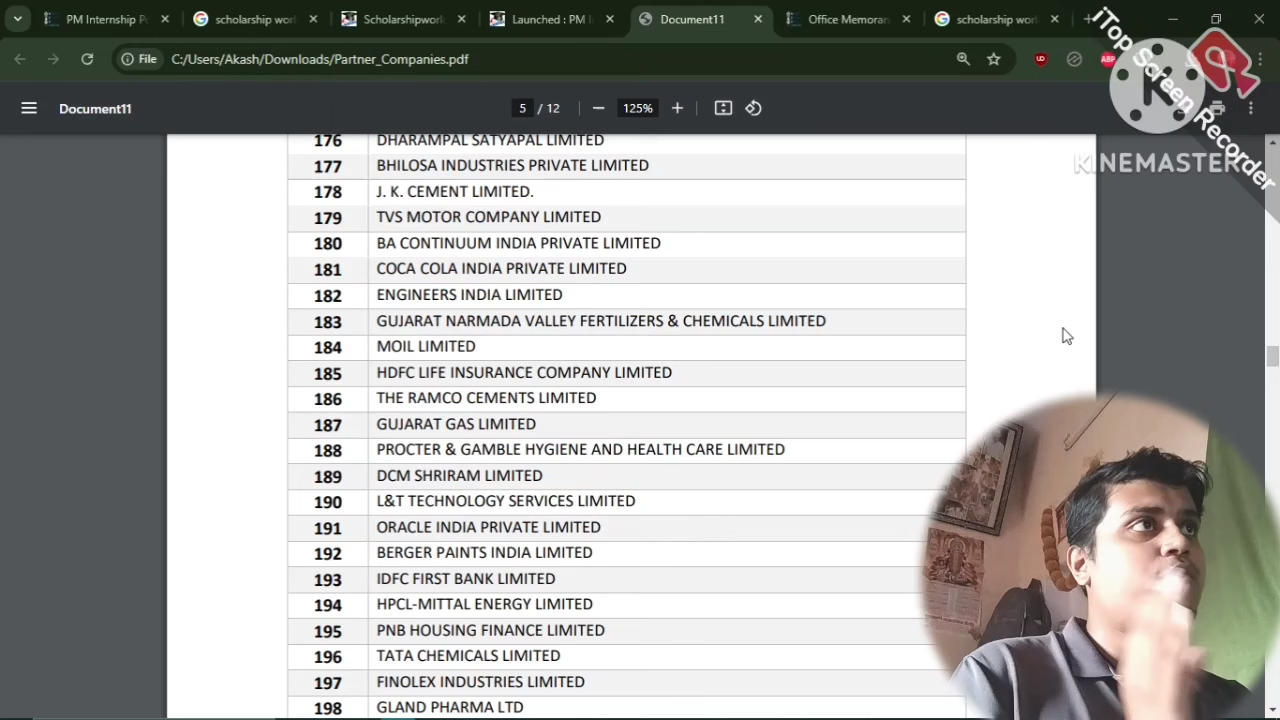 PM Internship P
scholarship wor
Scholarshipwork
Launched : PM I
Document11
Office Memoran
scholarship wor
File C:/Users/Akash/Downloads/Partner_Companies.pdf
UD
ABP
Document11
5 / 12
125%
iTop Screen Recorder
K
KINEMASTER
176 DHARAMPAL SATYAPAL LIMITED
177 BHILOSA INDUSTRIES PRIVATE LIMITED
178 J. K. CEMENT LIMITED.
179 TVS MOTOR COMPANY LIMITED
180 BA CONTINUUM INDIA PRIVATE LIMITED
181 COCA COLA INDIA PRIVATE LIMITED
182 ENGINEERS INDIA LIMITED
183 GUJARAT NARMADA VALLEY FERTILIZERS & CHEMICALS LIMITED
184 MOIL LIMITED
185 HDFC LIFE INSURANCE COMPANY LIMITED
186 THE RAMCO CEMENTS LIMITED
187 GUJARAT GAS LIMITED
188 PROCTER & GAMBLE HYGIENE AND HEALTH CARE LIMITED
189 DCM SHRIRAM LIMITED
190 L&T TECHNOLOGY SERVICES LIMITED
191 ORACLE INDIA PRIVATE LIMITED
192 BERGER PAINTS INDIA LIMITED
193 IDFC FIRST BANK LIMITED
194 HPCL-MITTAL ENERGY LIMITED
195 PNB HOUSING FINANCE LIMITED
196 TATA CHEMICALS LIMITED
197 FINOLEX INDUSTRIES LIMITED
198 GLAND PHARMA LTD